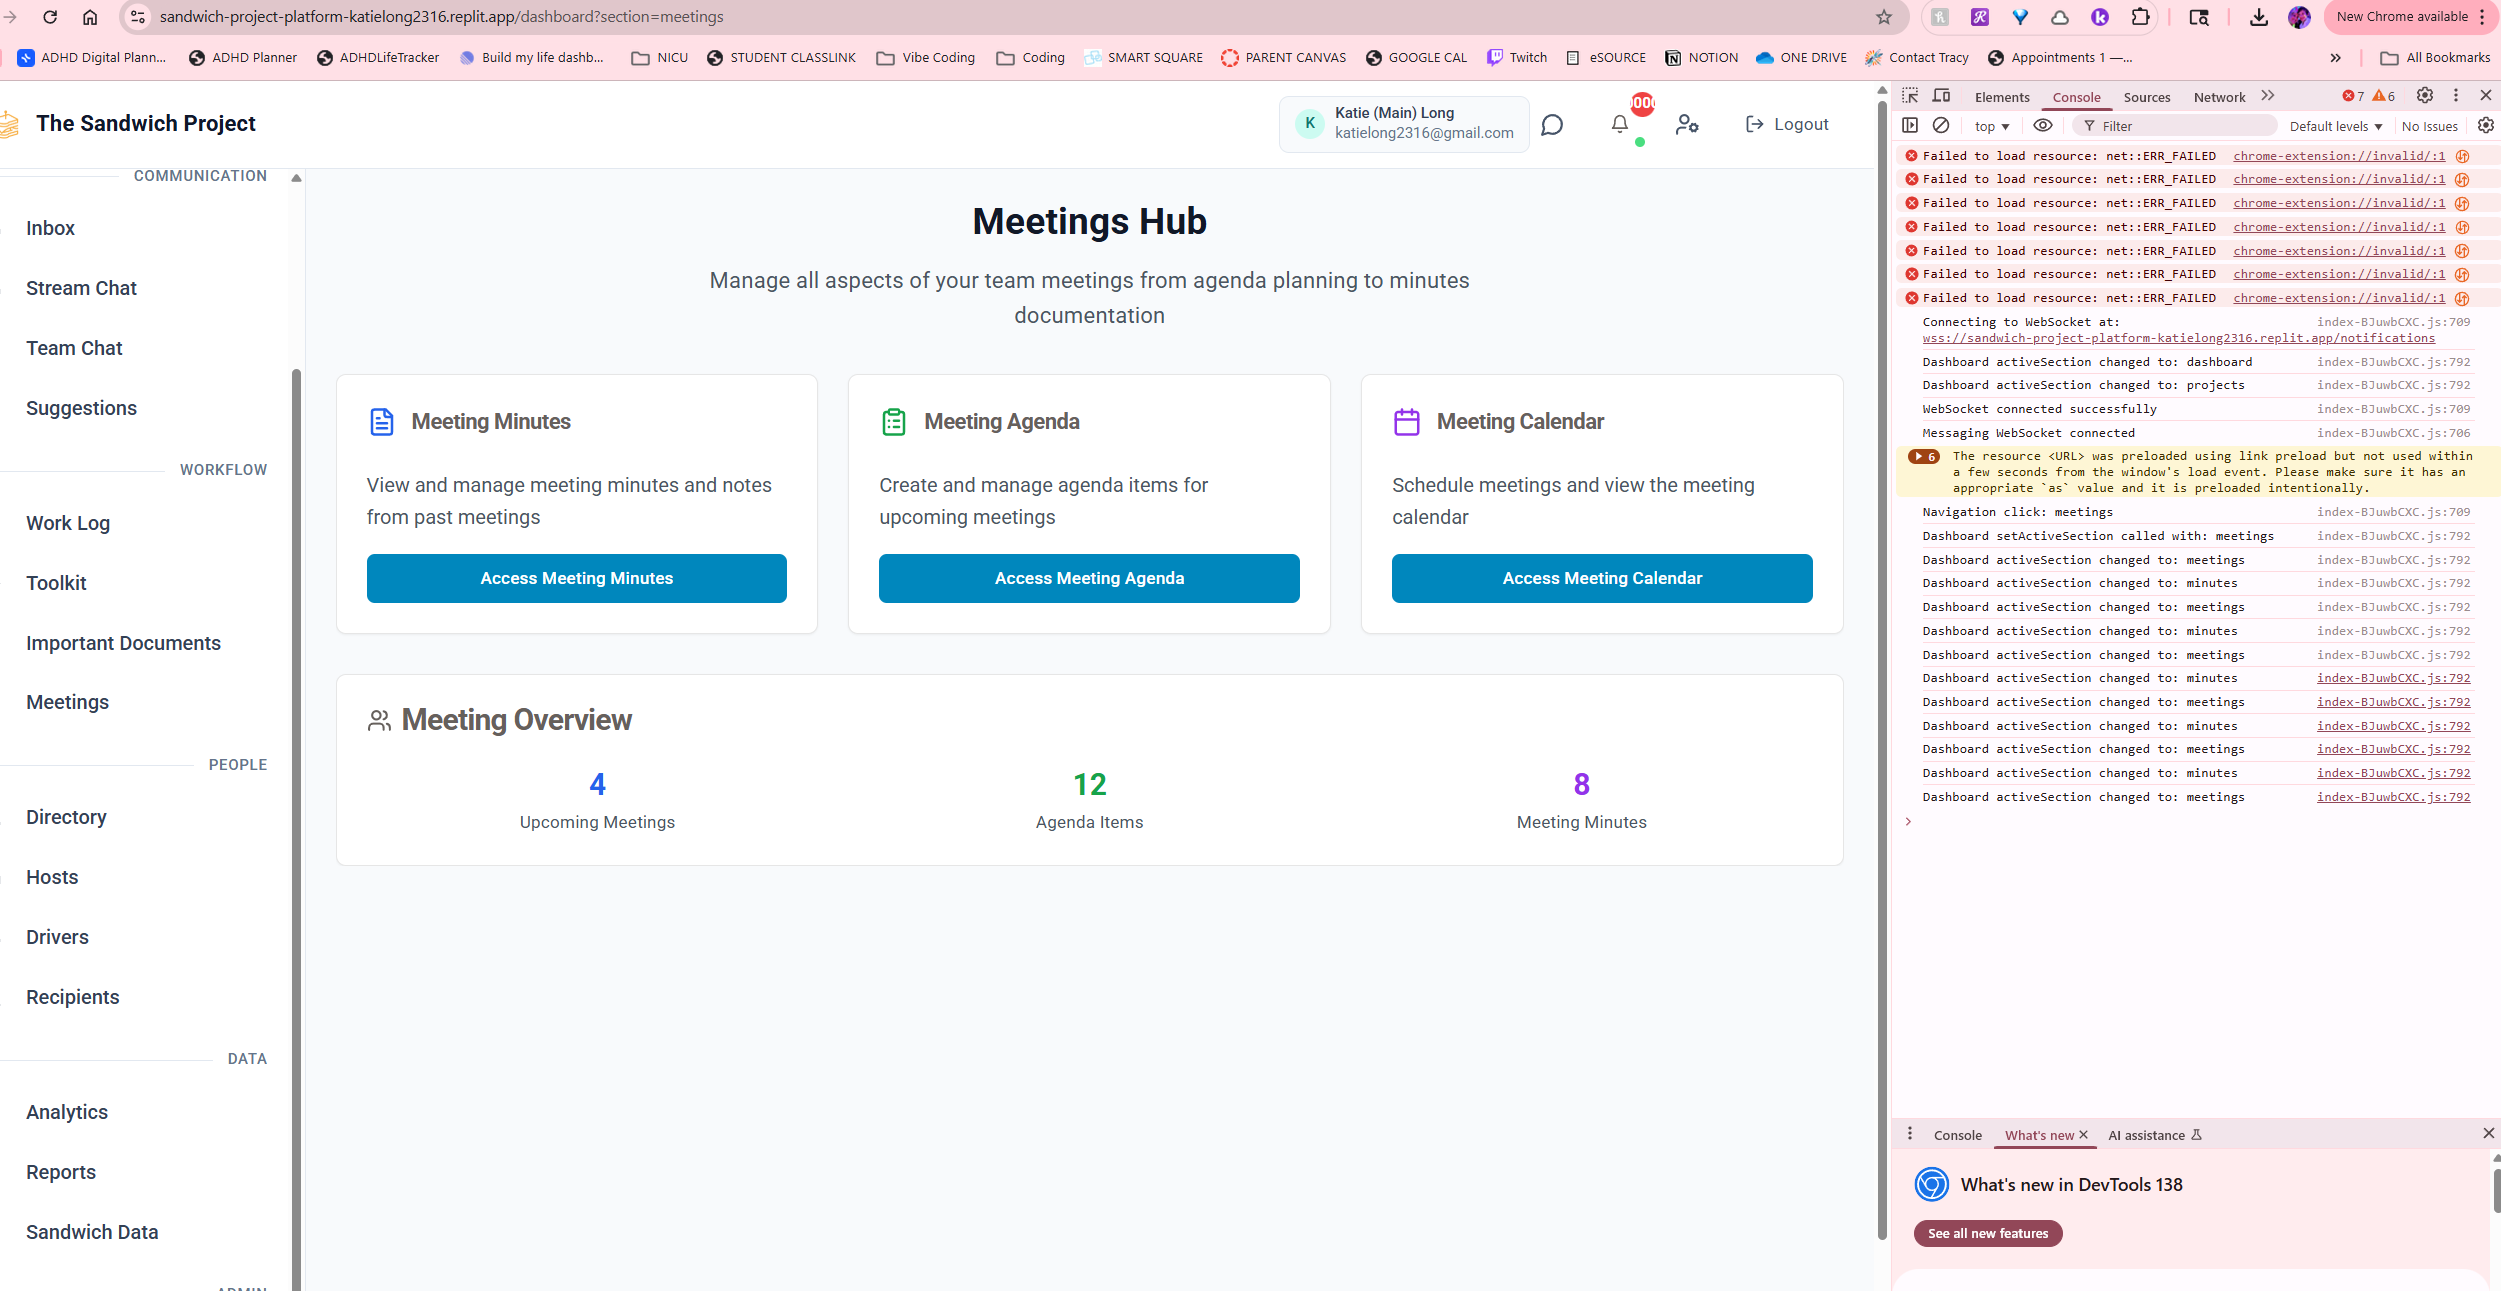 sandwich-project-platform-katielong2316.replit.app/dashboard?section=meetings
New Chrome available
ADHD Digital Plann...
ADHD Planner
ADHDLifeTracker
Build my life dashb...
NICU
STUDENT CLASSLINK
Vibe Coding
Coding
SMART SQUARE
PARENT CANVAS
GOOGLE CAL
Twitch
eSOURCE
NOTION
ONE DRIVE
Contact Tracy
Appointments 1 —...
»
All Bookmarks
The Sandwich Project
K
Katie (Main) Long
katielong2316@gmail.com
Logout
COMMUNICATION
Inbox
Stream Chat
Team Chat
Suggestions
WORKFLOW
Work Log
Toolkit
Important Documents
Meetings
PEOPLE
Directory
Hosts
Drivers
Recipients
DATA
Analytics
Reports
Sandwich Data
ADMIN
Meetings Hub
Manage all aspects of your team meetings from agenda planning to minutes
documentation
Meeting Minutes
View and manage meeting minutes and notes
from past meetings
Access Meeting Minutes
Meeting Agenda
Create and manage agenda items for
upcoming meetings
Access Meeting Agenda
Meeting Calendar
Schedule meetings and view the meeting
calendar
Access Meeting Calendar
Meeting Overview
4
Upcoming Meetings
12
Agenda Items
8
Meeting Minutes
Elements
Console
Sources
Network
7
6
top
Filter
Default levels
No Issues
Failed to load resource: net::ERR_FAILED chrome-extension://invalid/:1
Failed to load resource: net::ERR_FAILED chrome-extension://invalid/:1
Failed to load resource: net::ERR_FAILED chrome-extension://invalid/:1
Failed to load resource: net::ERR_FAILED chrome-extension://invalid/:1
Failed to load resource: net::ERR_FAILED chrome-extension://invalid/:1
Failed to load resource: net::ERR_FAILED chrome-extension://invalid/:1
Failed to load resource: net::ERR_FAILED chrome-extension://invalid/:1
Connecting to WebSocket at: index-BJuwbCXC.js:709
wss://sandwich-project-platform-katielong2316.replit.app/notifications
Dashboard activeSection changed to: dashboard index-BJuwbCXC.js:792
Dashboard activeSection changed to: projects index-BJuwbCXC.js:792
WebSocket connected successfully index-BJuwbCXC.js:709
Messaging WebSocket connected index-BJuwbCXC.js:706
6 The resource <URL> was preloaded using link preload but not used within
a few seconds from the window's load event. Please make sure it has an
appropriate `as` value and it is preloaded intentionally.
Navigation click: meetings index-BJuwbCXC.js:709
Dashboard setActiveSection called with: meetings index-BJuwbCXC.js:792
Dashboard activeSection changed to: meetings index-BJuwbCXC.js:792
Dashboard activeSection changed to: minutes index-BJuwbCXC.js:792
Dashboard activeSection changed to: meetings index-BJuwbCXC.js:792
Dashboard activeSection changed to: minutes index-BJuwbCXC.js:792
Dashboard activeSection changed to: meetings index-BJuwbCXC.js:792
Dashboard activeSection changed to: minutes index-BJuwbCXC.js:792
Dashboard activeSection changed to: meetings index-BJuwbCXC.js:792
Dashboard activeSection changed to: minutes index-BJuwbCXC.js:792
Dashboard activeSection changed to: meetings index-BJuwbCXC.js:792
Dashboard activeSection changed to: minutes index-BJuwbCXC.js:792
Dashboard activeSection changed to: meetings index-BJuwbCXC.js:792
Console
What's new
AI assistance
What's new in DevTools 138
See all new features